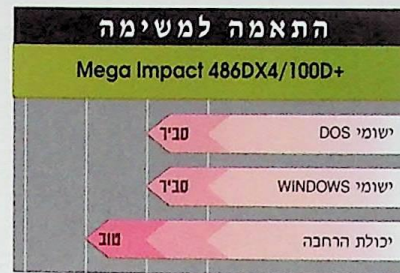 התאמה למשימה
Mega Impact 486DX4/100D+
ישומי DOS סביר
ישומי WINDOWS סביר
יכולת הרחבה טוב